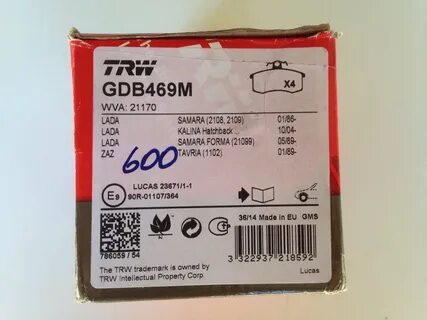 TRW
GDB469M
X4
WVA: 21170
LADA SAMARA (2108, 2109) 01/86-
LADA KALINA Hatchback ... 10/04-
LADA SAMARA FORMA (21099) 05/89-
ZAZ TAVRIA (1102) 01/89-
600
E9 LUCAS 23671/1-1
90R-01107/364
36/14 Made in EU GMS
786059 / 54
The TRW trademark is owned by
TRW Intellectual Property Corp.
3 322937 218592
Lucas